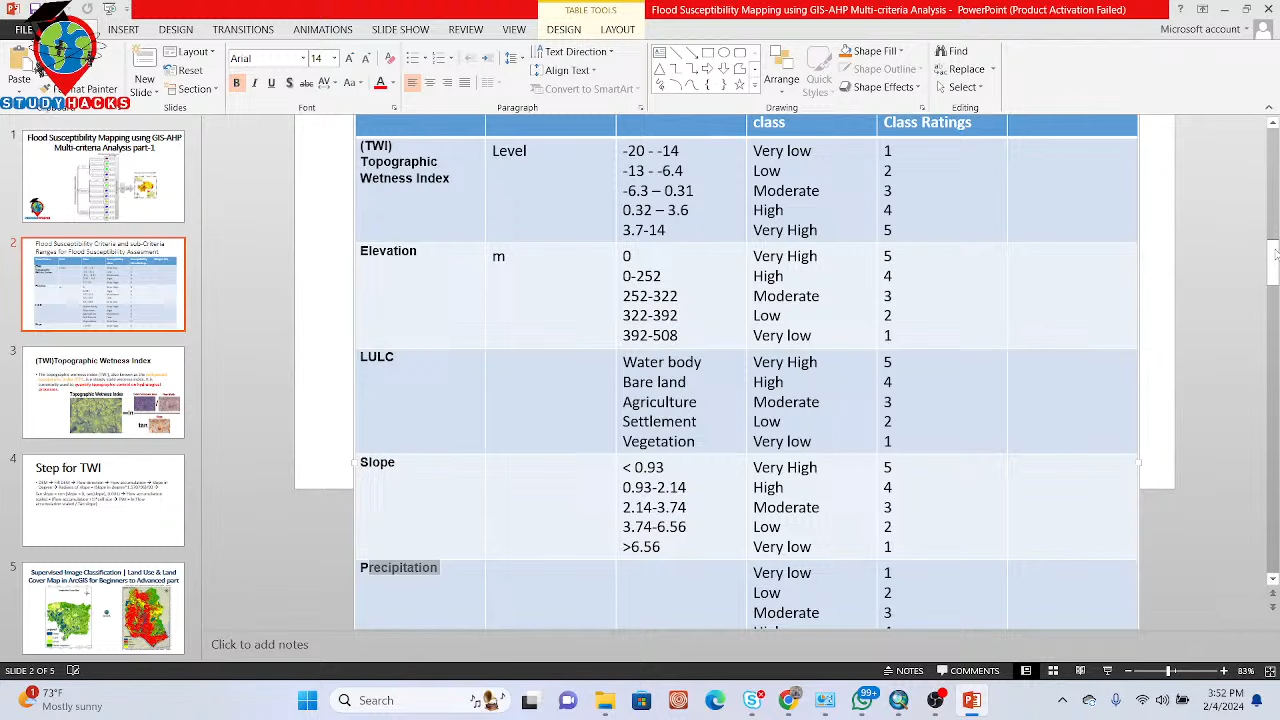 TABLE TOOLS
Flood Susceptibility Mapping using GIS-AHP Multi-criteria Analysis - PowerPoint (Product Activation Failed)
FILE
INSERT
DESIGN
TRANSITIONS
ANIMATIONS
SLIDE SHOW
REVIEW
VIEW
DESIGN
LAYOUT
Microsoft account
Paste
Format Painter
STUDYHACKS
New
Slide
Layout
Reset
Section
Slides
Arial
14
Font
Text Direction
Align Text
Convert to SmartArt
Paragraph
Arrange
Quick
Styles
Shape Fill
Shape Outline
Shape Effects
Drawing
Find
Replace
Select
Editing
1
Flood Susceptibility Mapping using GIS-AHP
Multi-criteria Analysis part-1
2
Flood Susceptibility Criteria and sub-Criteria
Ranges for Flood Susceptibility Assesment
3
(TWI)Topographic Wetness Index
Topographic Wetness Index
tan
4
Step for TWI
5
Supervised Image Classification | Land Use & Land
Cover Map in ArcGIS for Beginners to Advanced part
class Class Ratings
(TWI)
Topographic
Wetness Index
Level
-20 - -14 Very low 1
-13 - -6.4 Low 2
-6.3 – 0.31 Moderate 3
0.32 – 3.6 High 4
3.7-14 Very High 5
Elevation m 0 Very High 5
0-252 High 4
252-322 Moderate 3
322-392 Low 2
392-508 Very low 1
LULC Water body Very High 5
Bare land High 4
Agriculture Moderate 3
Settlement Low 2
Vegetation Very low 1
Slope < 0.93 Very High 5
0.93-2.14 High 4
2.14-3.74 Moderate 3
3.74-6.56 Low 2
>6.56 Very low 1
Precipitation Very low 1
Low 2
Moderate 3
Click to add notes
SLIDE 2 OF 5
NOTES
COMMENTS
83%
1
73°F
Mostly sunny
Search
99+
3:52 PM
2/4/2024